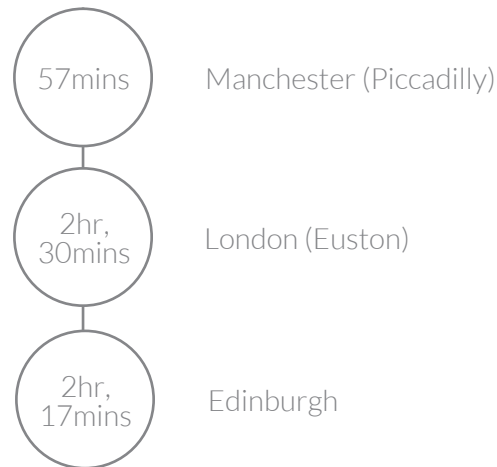 57mins
Manchester (Piccadilly)
2hr,
30mins
London (Euston)
2hr,
17mins
Edinburgh